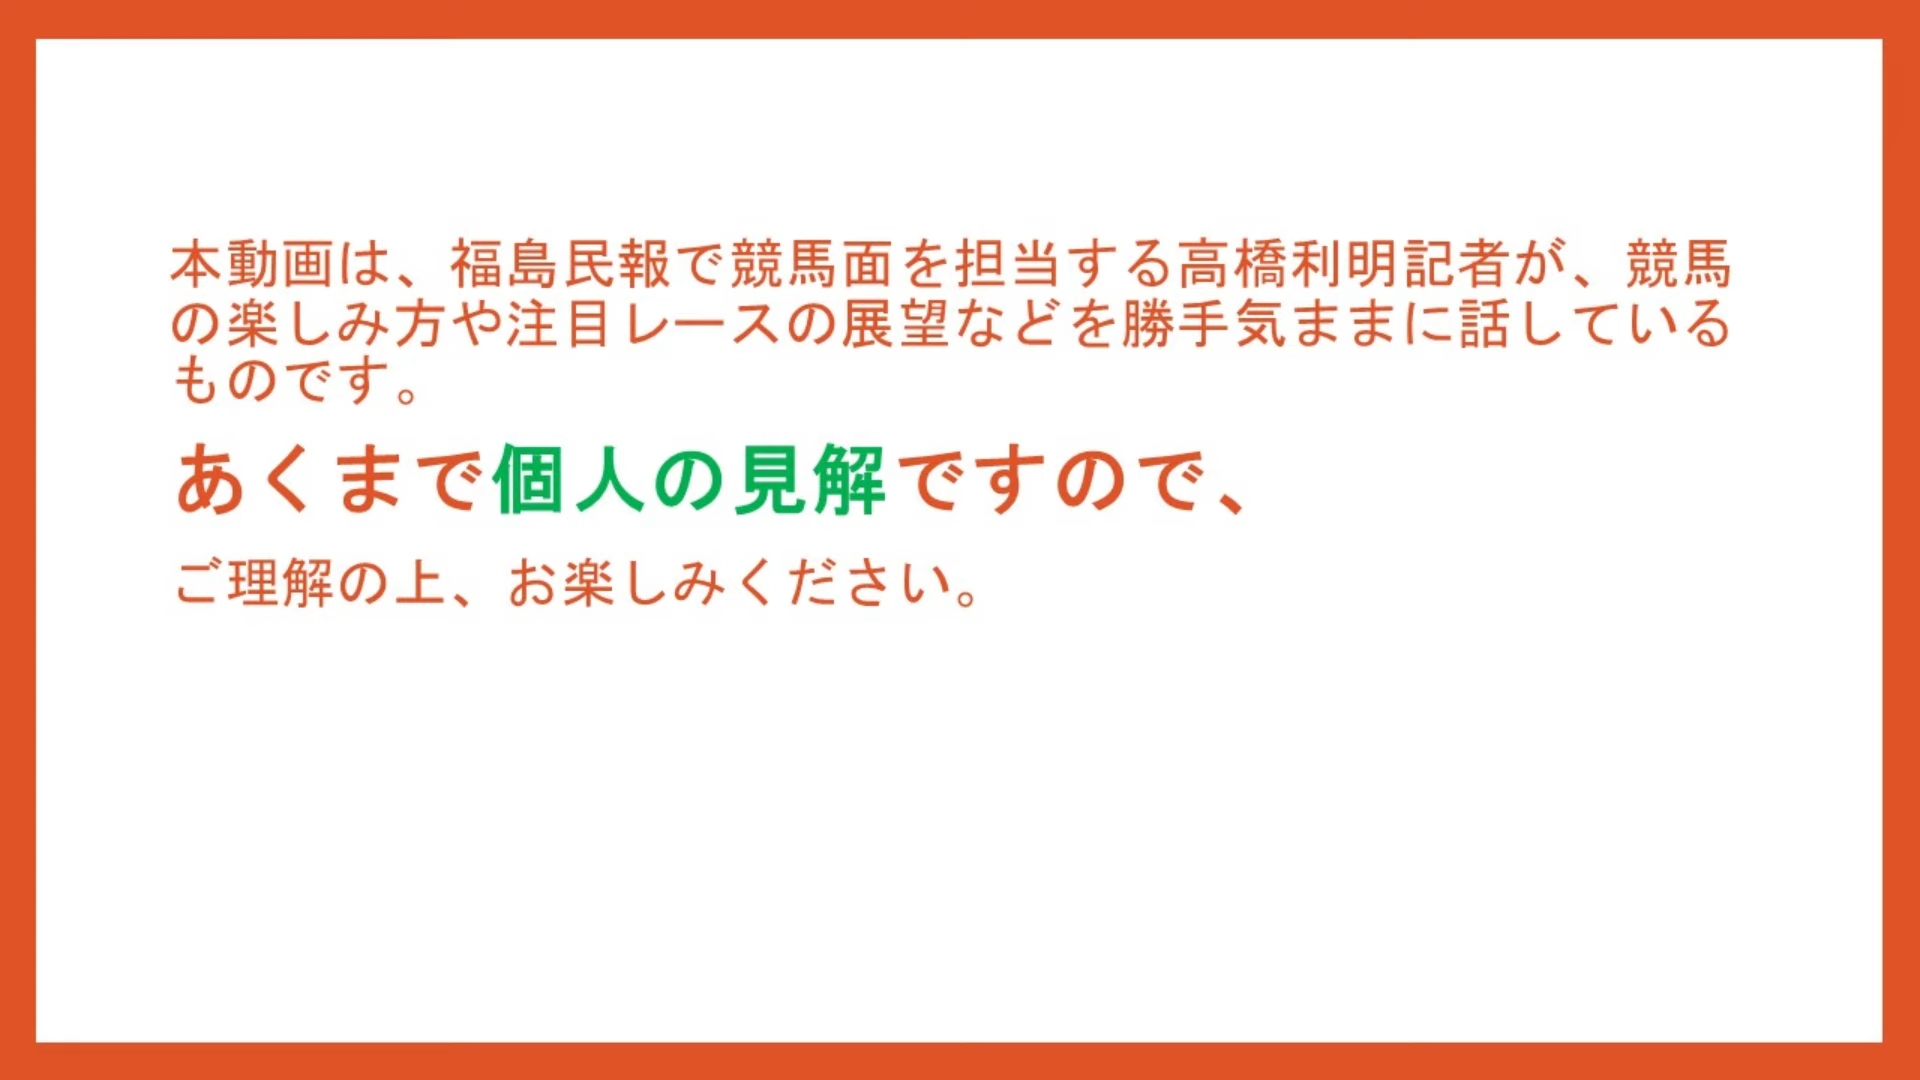 本動画は、福島民報で競馬面を担当する高橋利明記者が、競馬
の楽しみ方や注目レースの展望などを勝手気ままに話している
ものです。
あくまで個人の見解ですので、
ご理解の上、お楽しみください。